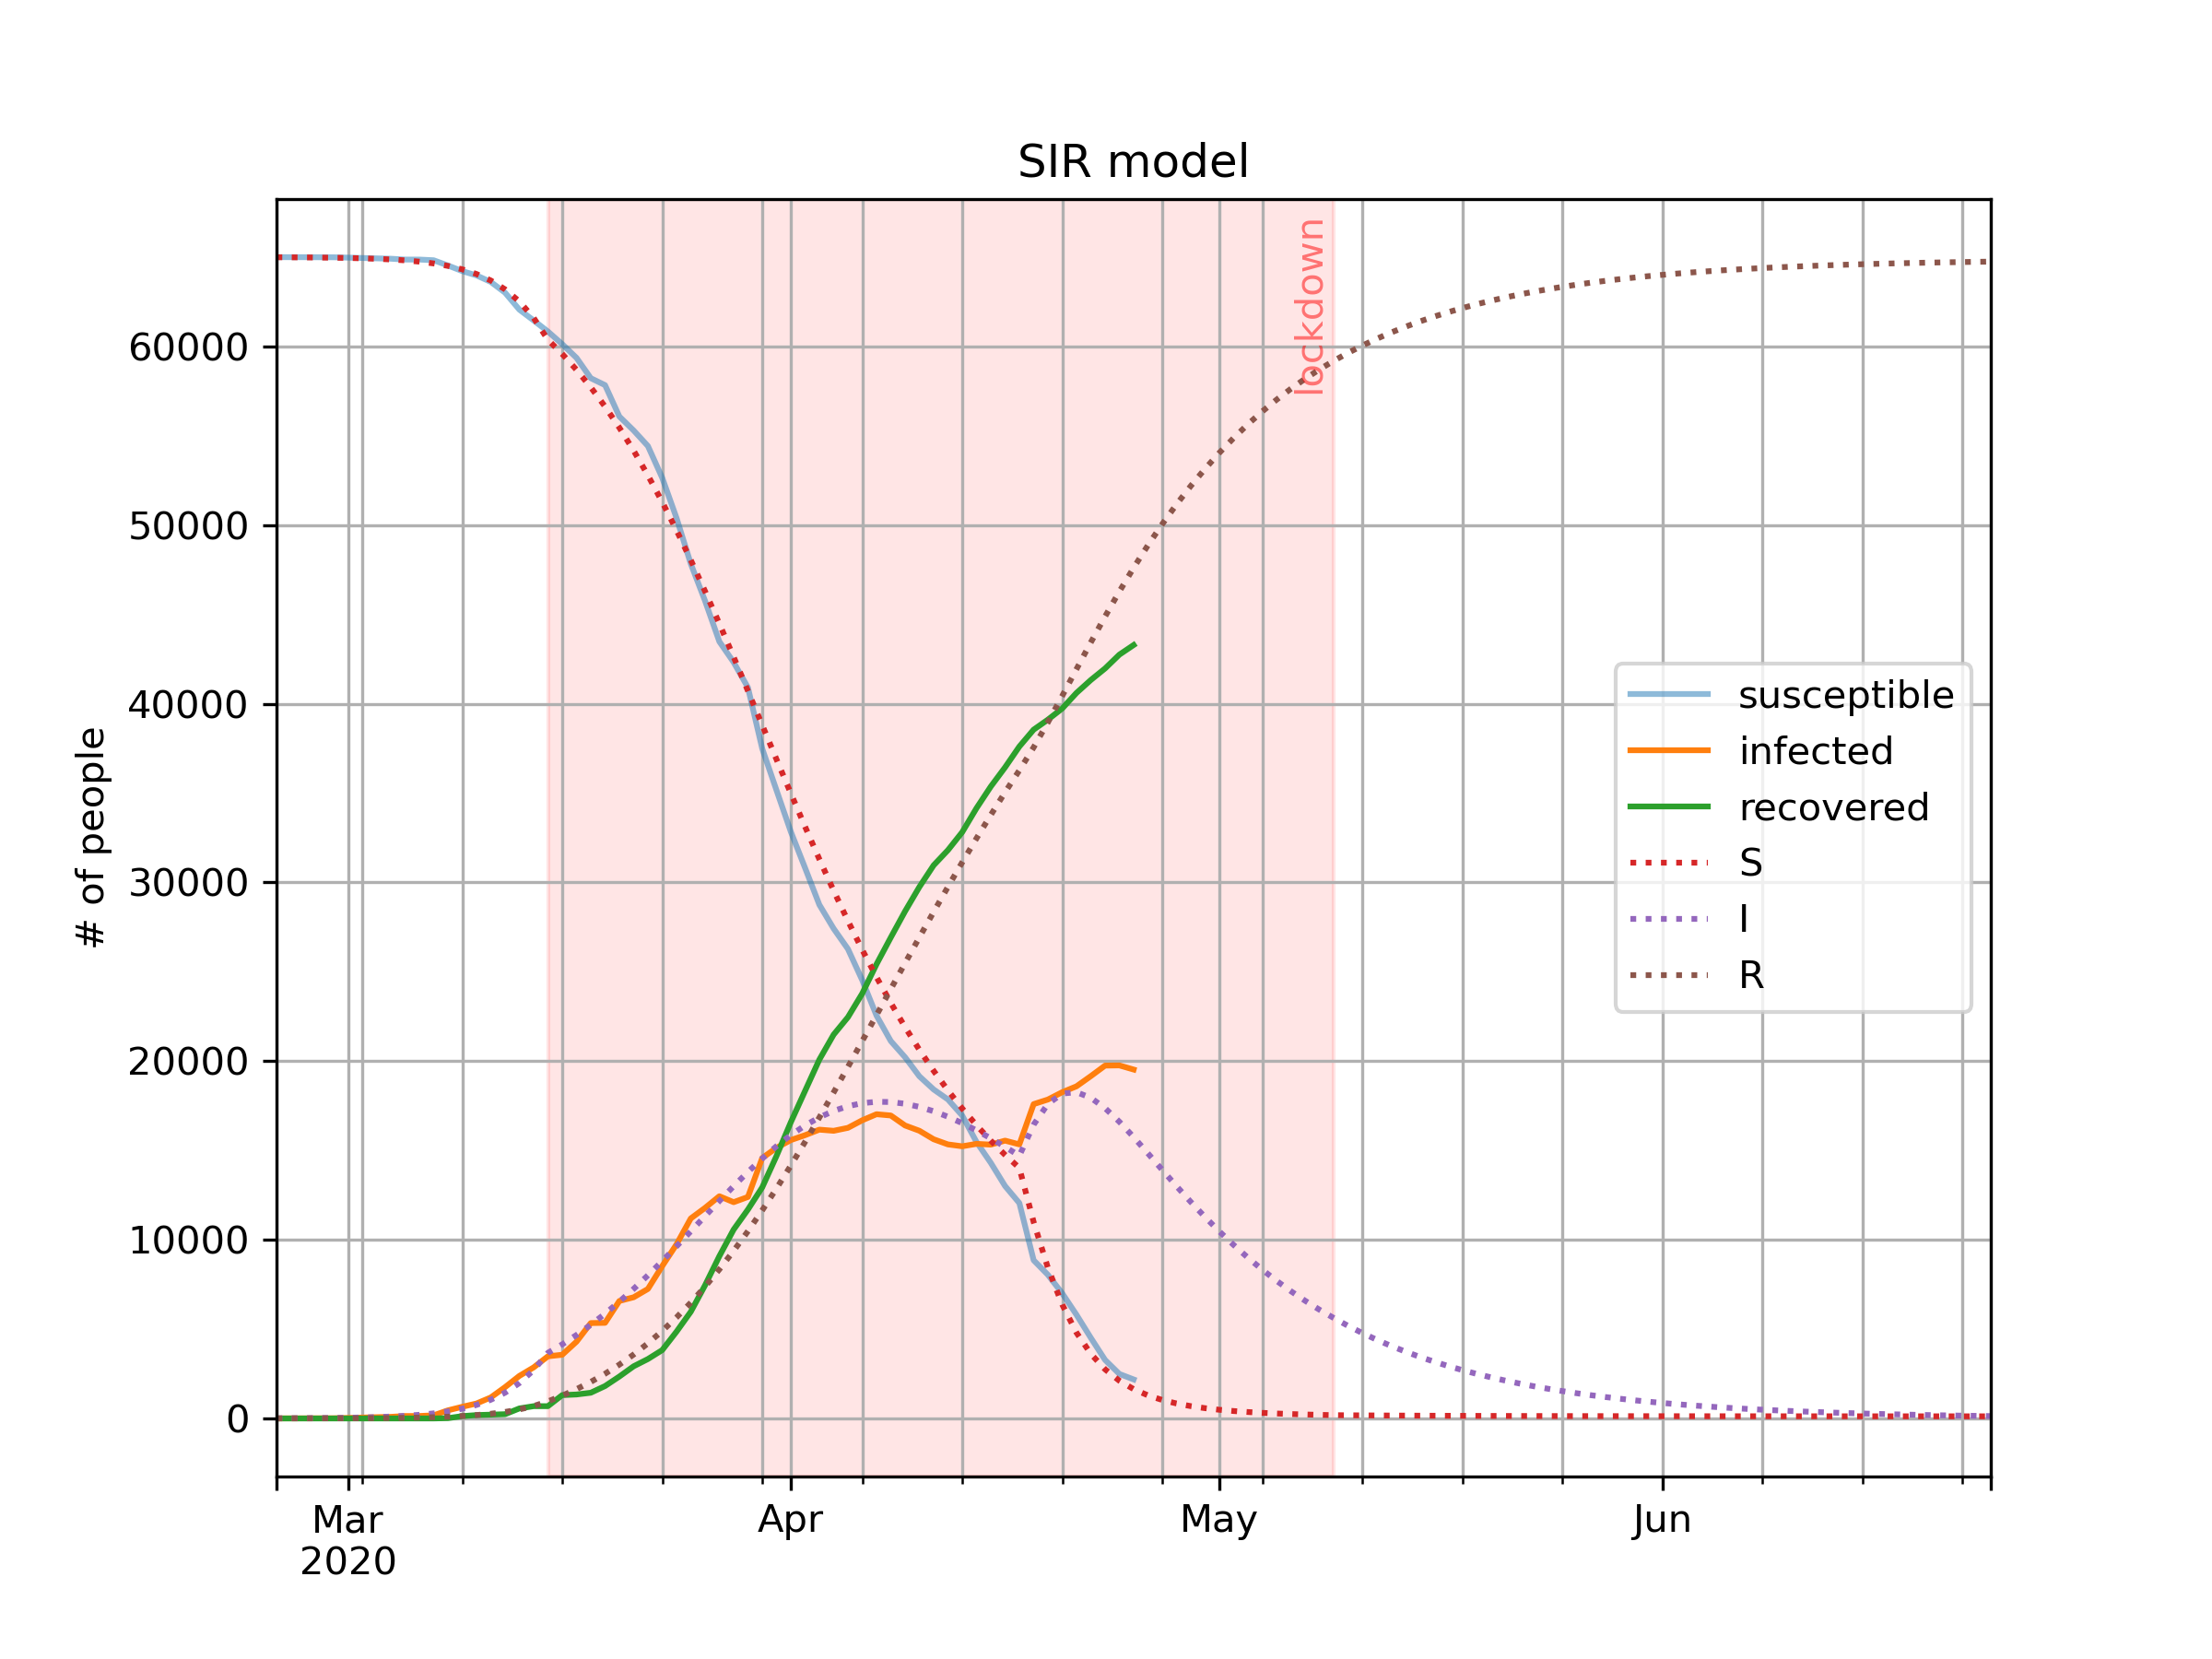 SIR model
lockdown
# of people
60000
50000
40000
30000
20000
10000
0
susceptible
infected
recovered
S
I
R
Mar
2020
Apr
May
Jun